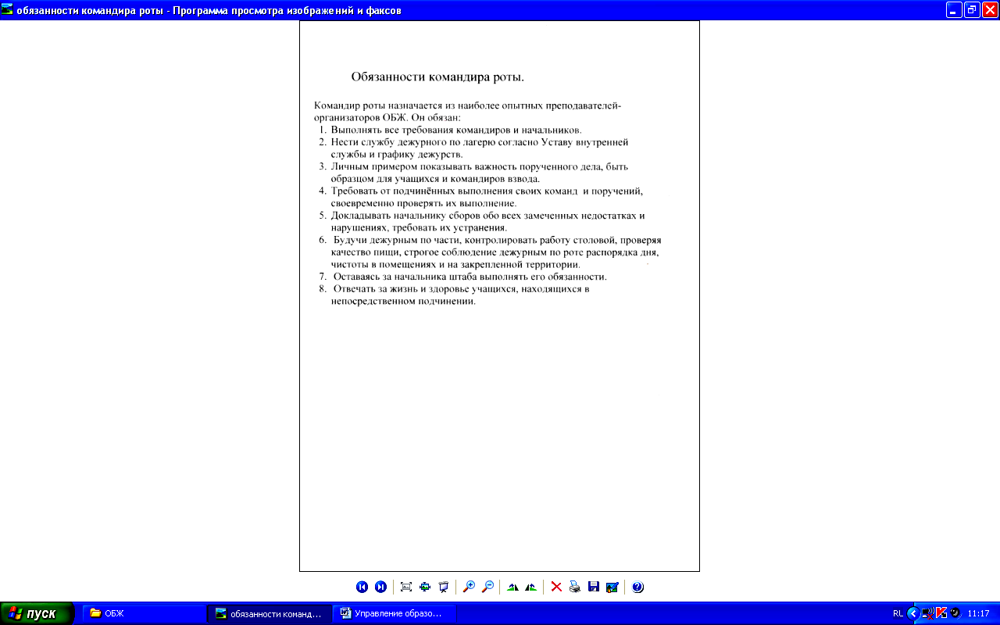 обязанности командира роты - Программа просмотра изображений и факсов
Обязанности командира роты.
Командир роты назначается из наиболее опытных преподавателей-
организаторов ОБЖ. Он обязан:
1. Выполнять все требования командиров и начальников.
2. Нести службу дежурного по лагерю согласно Уставу внутренней
службы и графику дежурств.
3. Личным примером показывать важность порученного дела, быть
образцом для учащихся и командиров взвода.
4. Требовать от подчинённых выполнения своих команд и поручений,
своевременно проверять их выполнение.
5. Докладывать начальнику сборов обо всех замеченных недостатках и
нарушениях, требовать их устранения.
6. Будучи дежурным по части, контролировать работу столовой, проверяя
качество пищи, строгое соблюдение дежурным по роте распорядка дня,
чистоты в помещениях и на закрепленной территории.
7. Оставаясь за начальника штаба выполнять его обязанности.
8. Отвечать за жизнь и здоровье учащихся, находящихся в
непосредственном подчинении.
пуск
ОБЖ
обязанности команд...
Управление образо...
RL
11:17